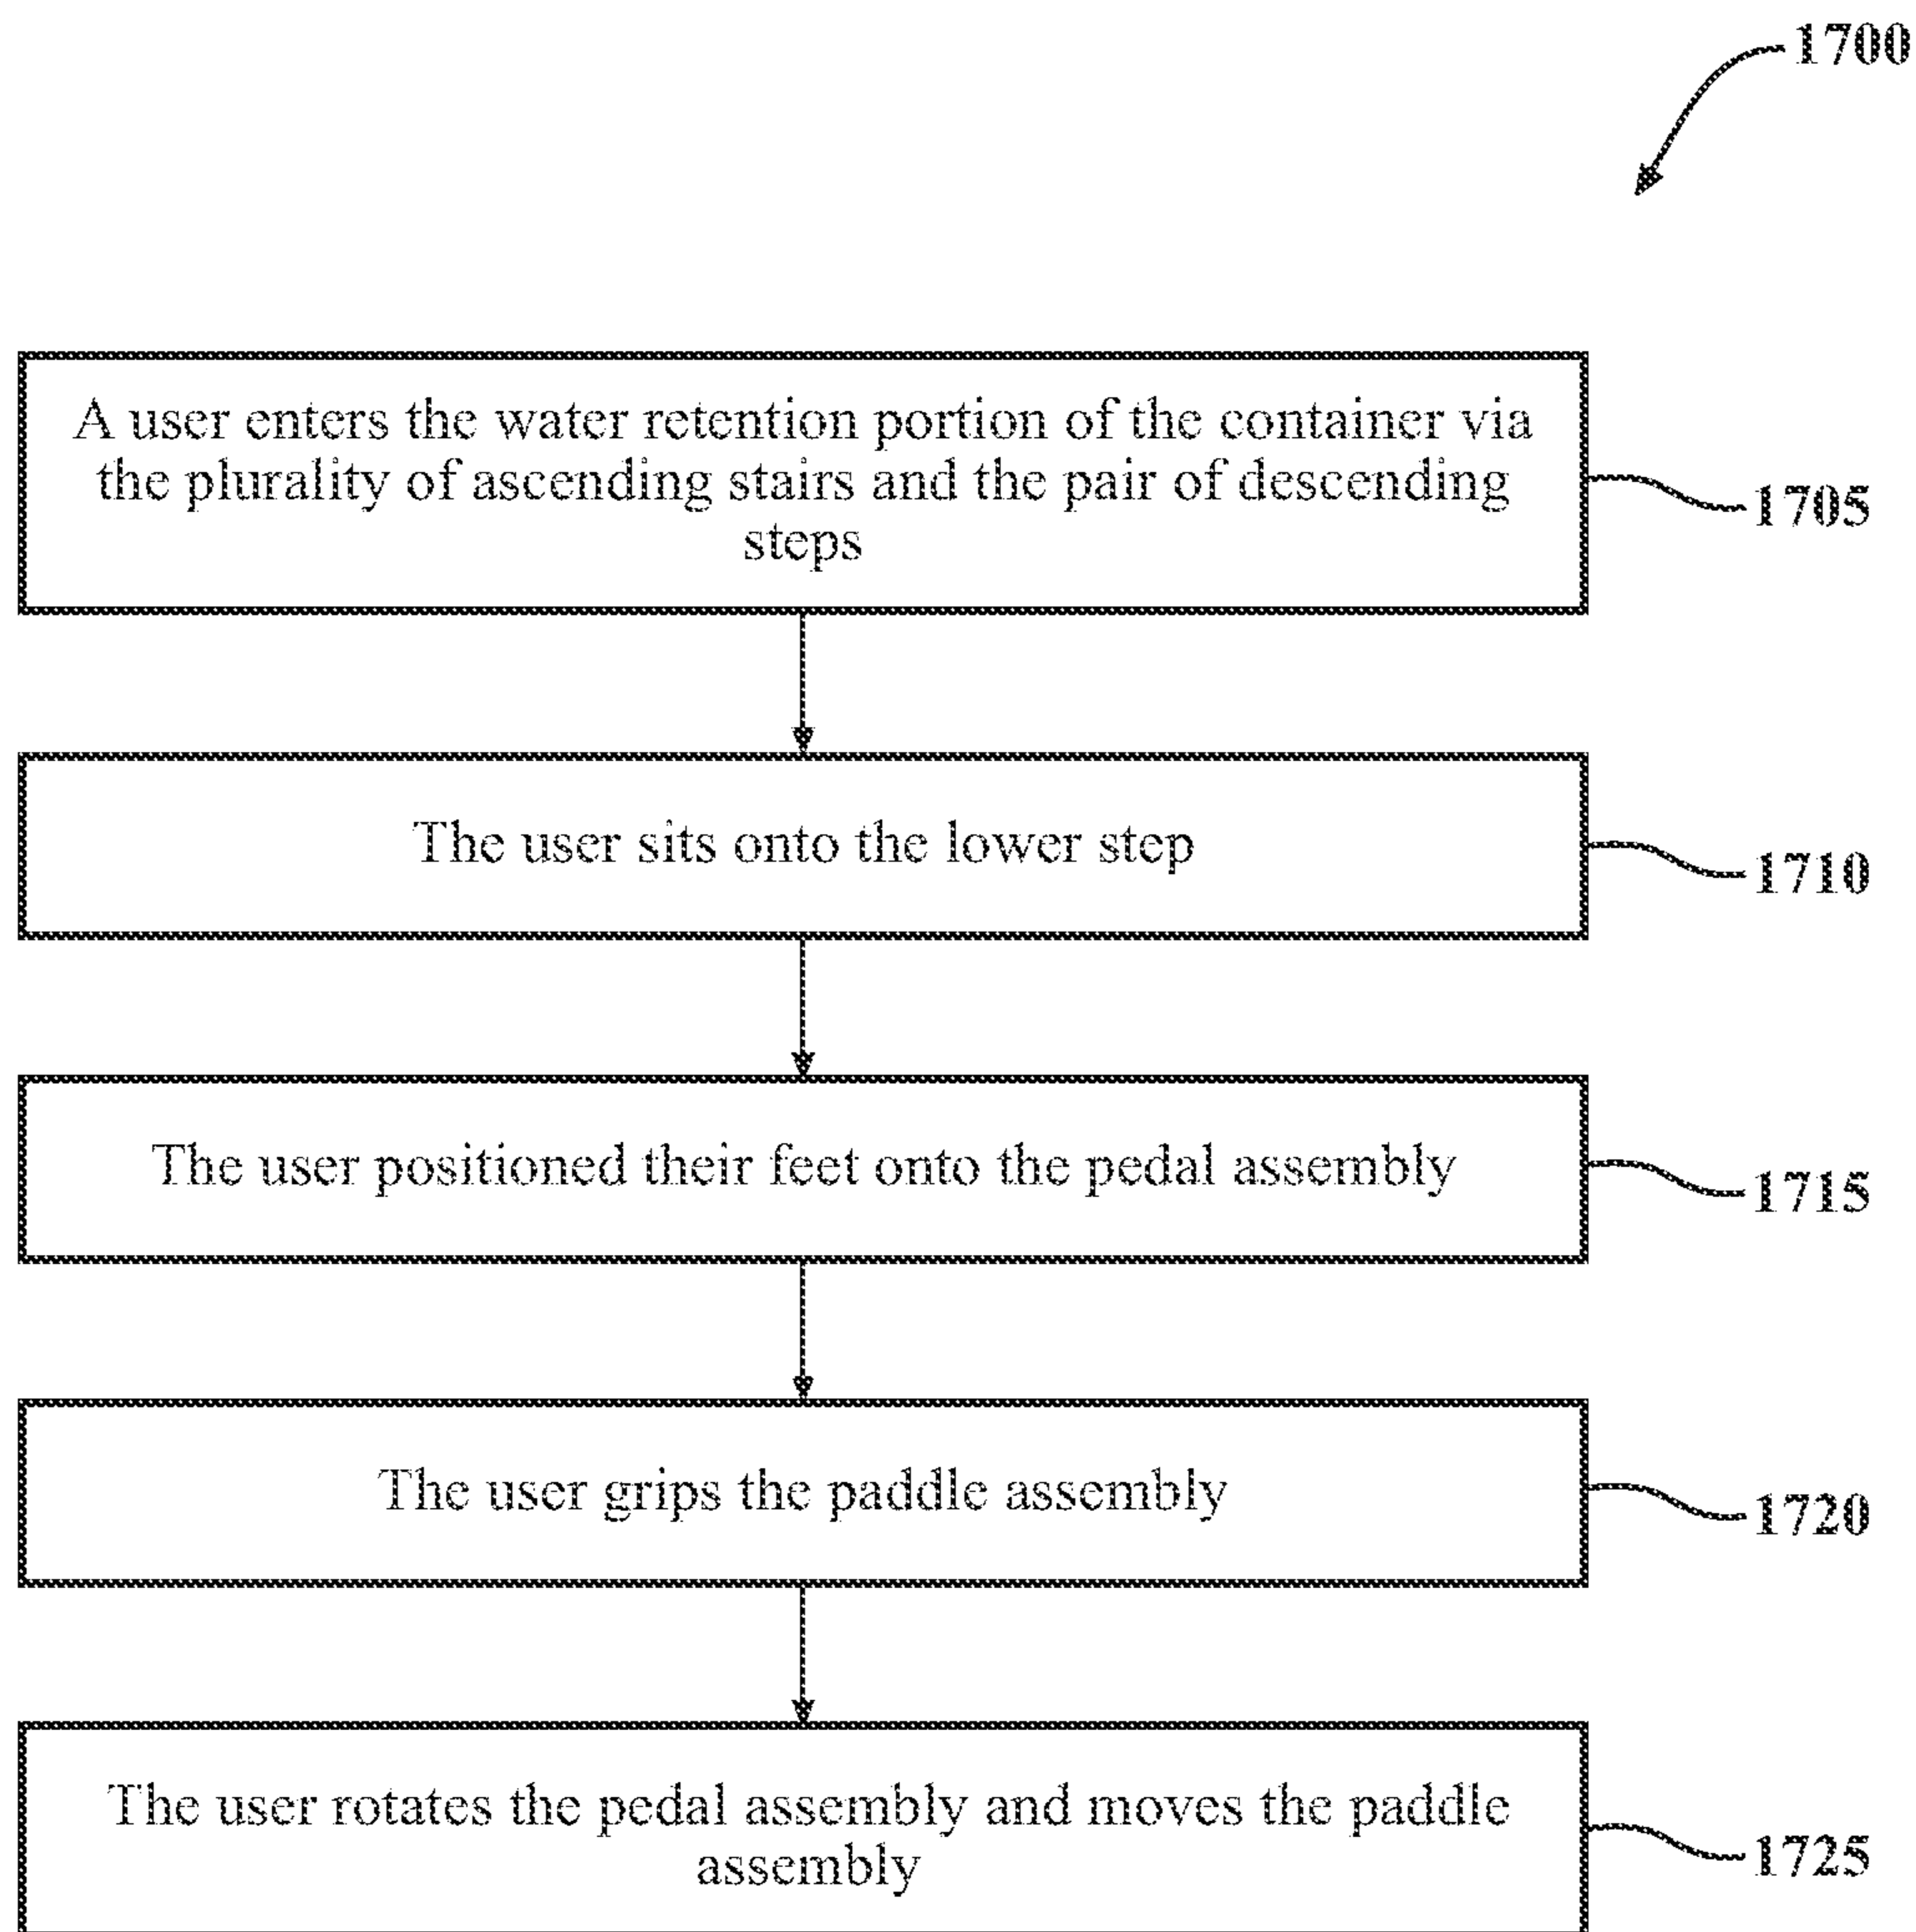 1700
A user enters the water retention portion of the container via
the plurality of ascending stairs and the pair of descending
steps
1705
The user sits onto the lower step
1710
The user positioned their feet onto the pedal assembly
1715
The user grips the paddle assembly
1720
The user rotates the pedal assembly and moves the paddle
assembly
1725